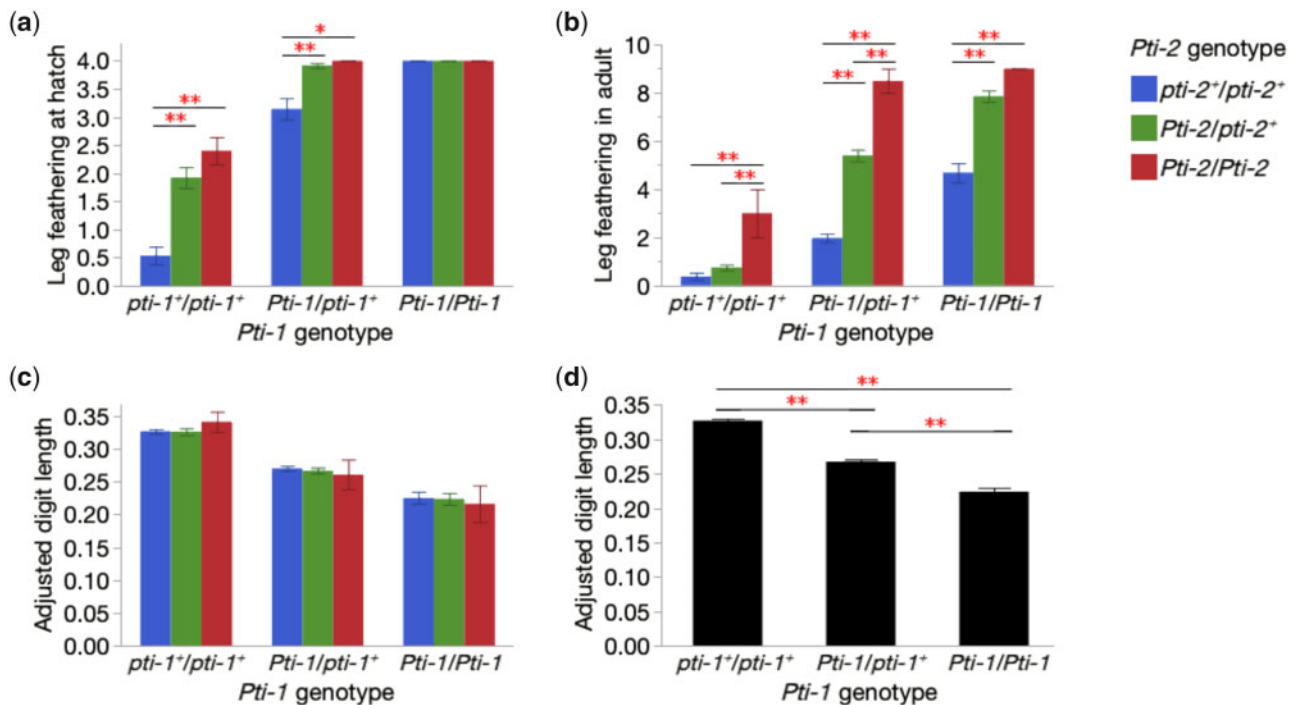 (a)
Leg feathering at hatch
4.0
3.5
3.0
2.5
2.0
1.5
1.0
0.5
0.0
**
**
*
**
pti-1⁺/pti-1⁺ Pti-1/pti-1⁺ Pti-1/Pti-1
Pti-1 genotype
(b)
Leg feathering in adult
10
8
6
4
2
0
**
**
**
**
**
**
**
pti-1⁺/pti-1⁺ Pti-1/pti-1⁺ Pti-1/Pti-1
Pti-1 genotype
Pti-2 genotype
pti-2⁺/pti-2⁺
Pti-2/pti-2⁺
Pti-2/Pti-2
(c)
Adjusted digit length
0.35
0.30
0.25
0.20
0.15
0.10
0.05
0.00
pti-1⁺/pti-1⁺ Pti-1/pti-1⁺ Pti-1/Pti-1
Pti-1 genotype
(d)
Adjusted digit length
0.35
0.30
0.25
0.20
0.15
0.10
0.05
0.00
**
**
**
pti-1⁺/pti-1⁺ Pti-1/pti-1⁺ Pti-1/Pti-1
Pti-1 genotype